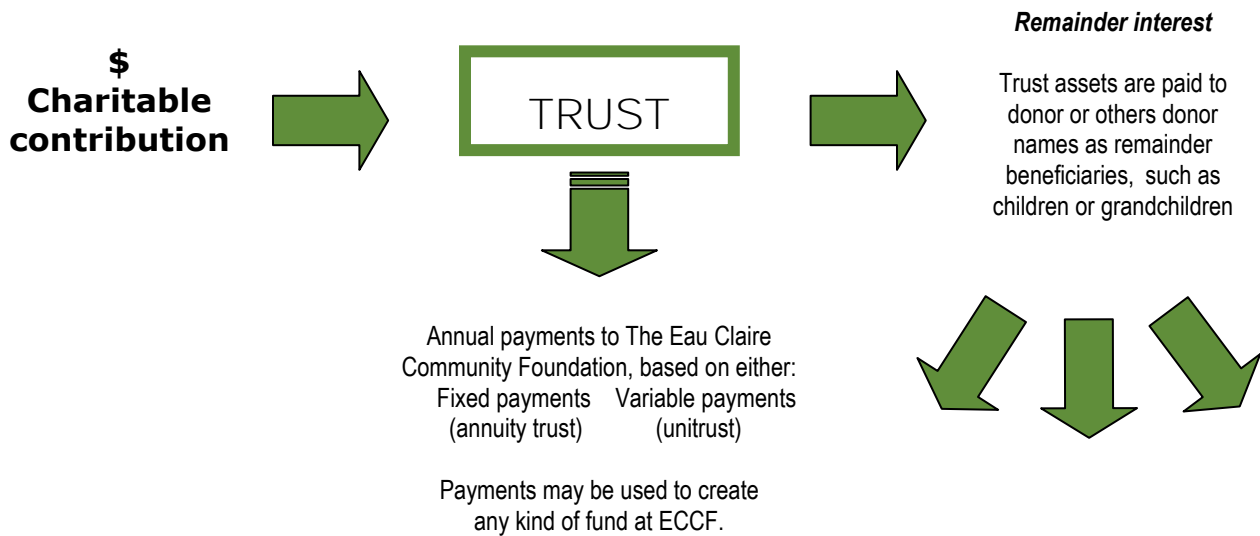 $
Charitable
contribution
TRUST
Annual payments to The Eau Claire
Community Foundation, based on either:
Fixed payments Variable payments
(annuity trust) (unitrust)
Payments may be used to create
any kind of fund at ECCF.
Remainder interest
Trust assets are paid to
donor or others donor
names as remainder
beneficiaries, such as
children or grandchildren